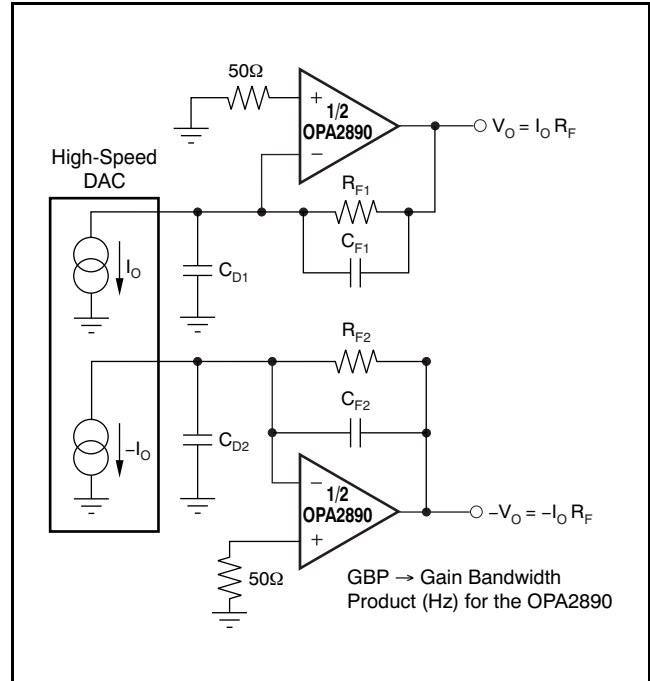 50Ω
+
1/2
OPA2890
−
V_O = I_O R_F
High-Speed
DAC
R_F1
C_F1
I_O
C_D1
R_F2
C_F2
-I_O
C_D2
−
1/2
OPA2890
+
-V_O = -I_O R_F
50Ω
GBP → Gain Bandwidth
Product (Hz) for the OPA2890